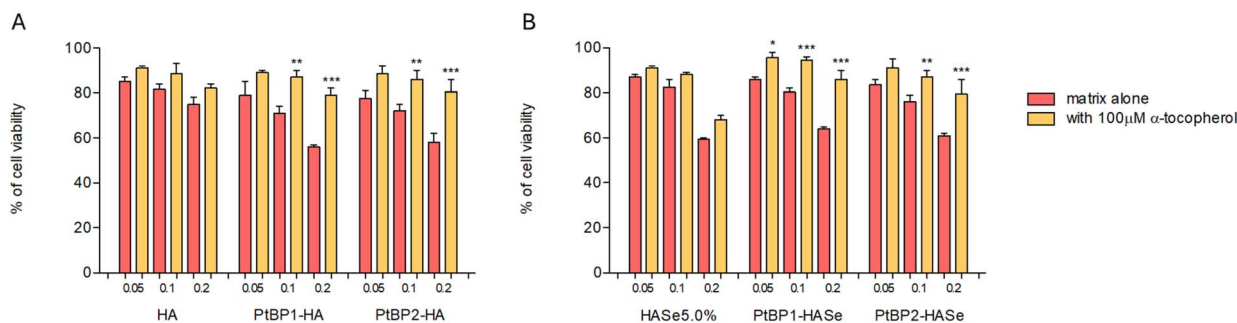 A
% of cell viability
100
80
60
40
20
0
** *** ** ***
0.05 0.1 0.2 0.05 0.1 0.2 0.05 0.1 0.2
HA PtBP1-HA PtBP2-HA
B
% of cell viability
100
80
60
40
20
0
* *** *** ** ***
0.05 0.1 0.2 0.05 0.1 0.2 0.05 0.1 0.2
HASe5.0% PtBP1-HASe PtBP2-HASe
matrix alone
with 100μM α-tocopherol